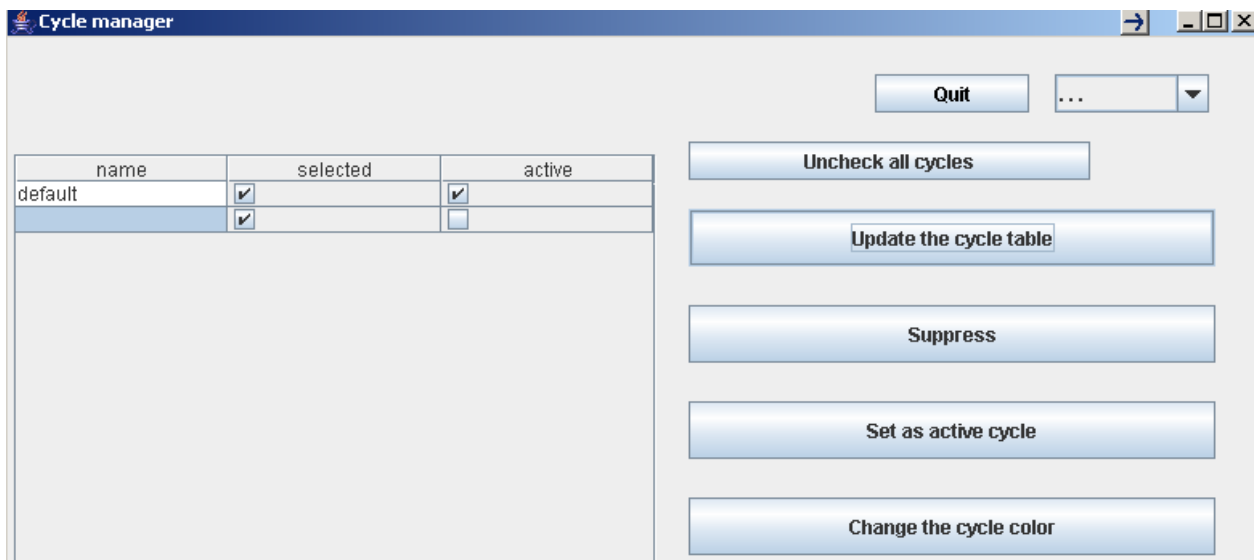 Cycle manager
Quit
...
Uncheck all cycles
name selected active
default
Update the cycle table
Suppress
Set as active cycle
Change the cycle color